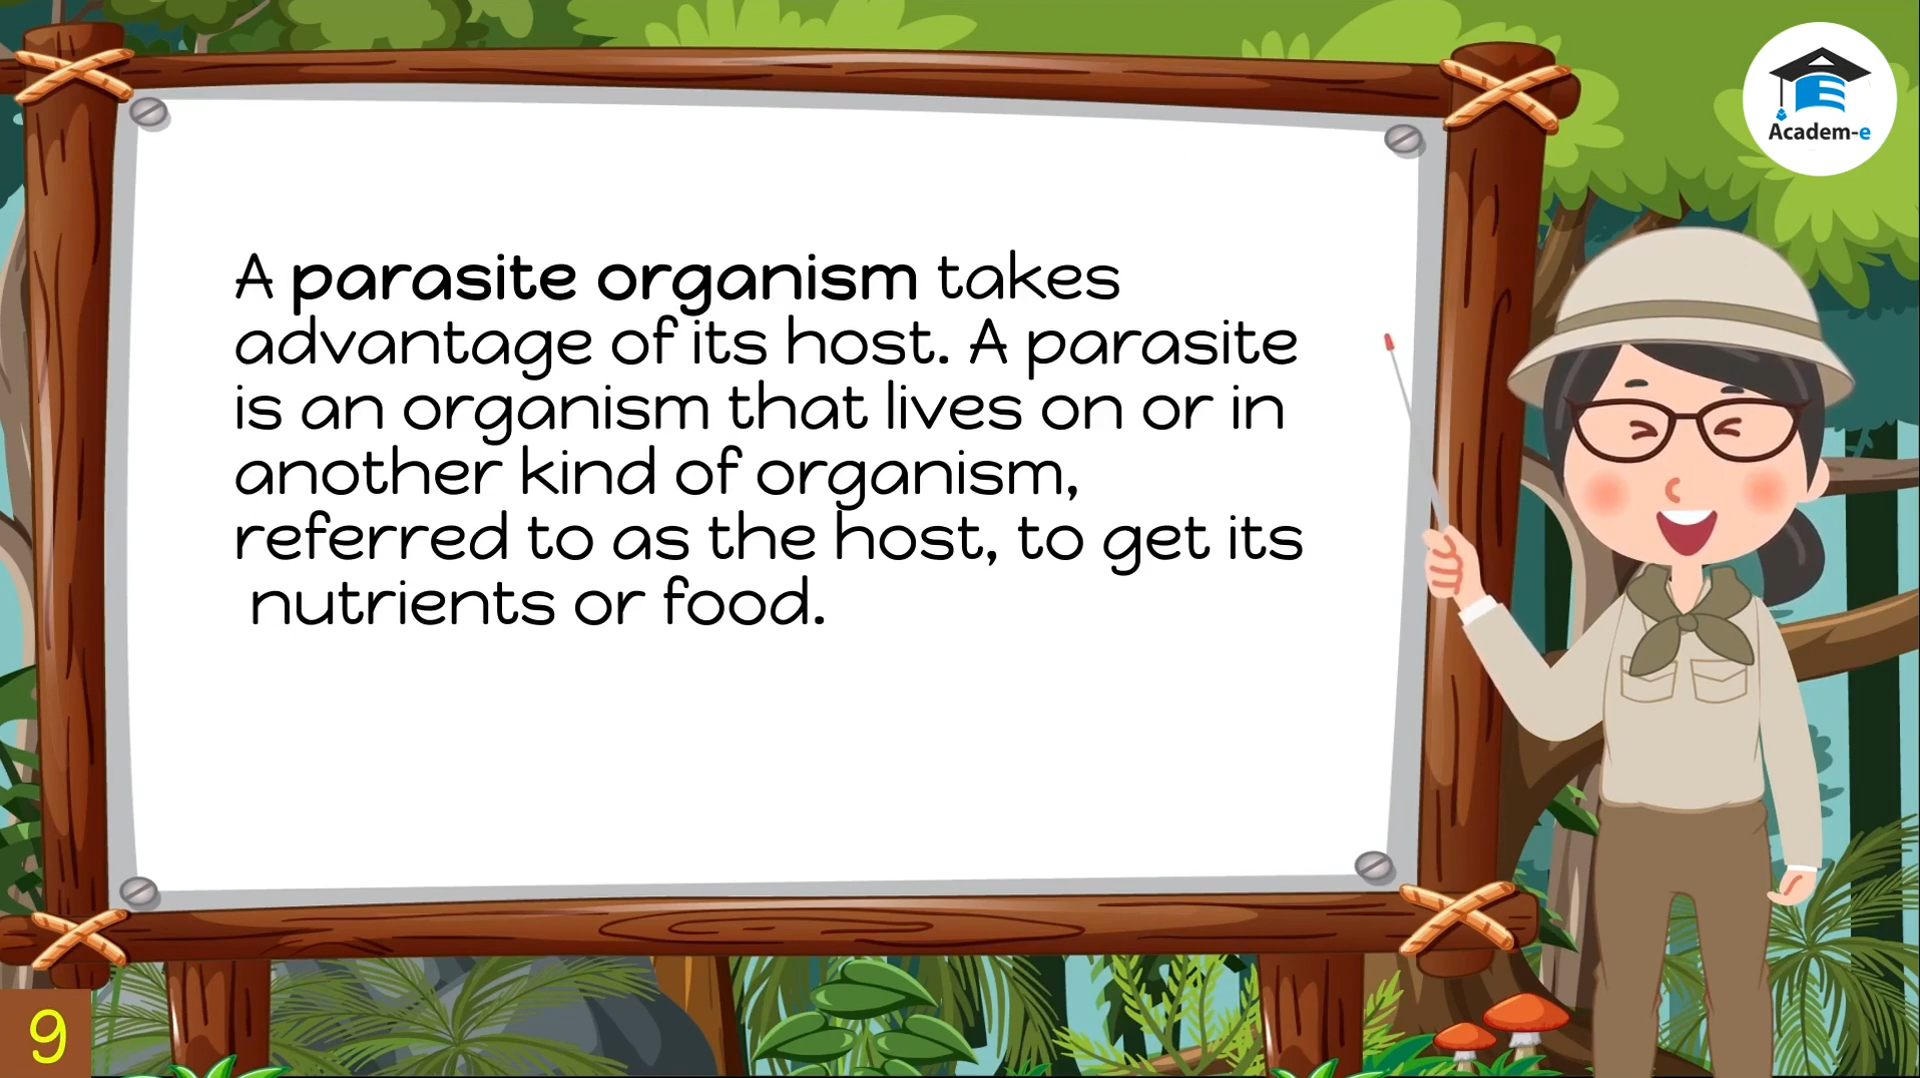 Academ-e
A parasite organism takes
advantage of its host. A parasite
is an organism that lives on or in
another kind of organism,
referred to as the host, to get its
nutrients or food.
9